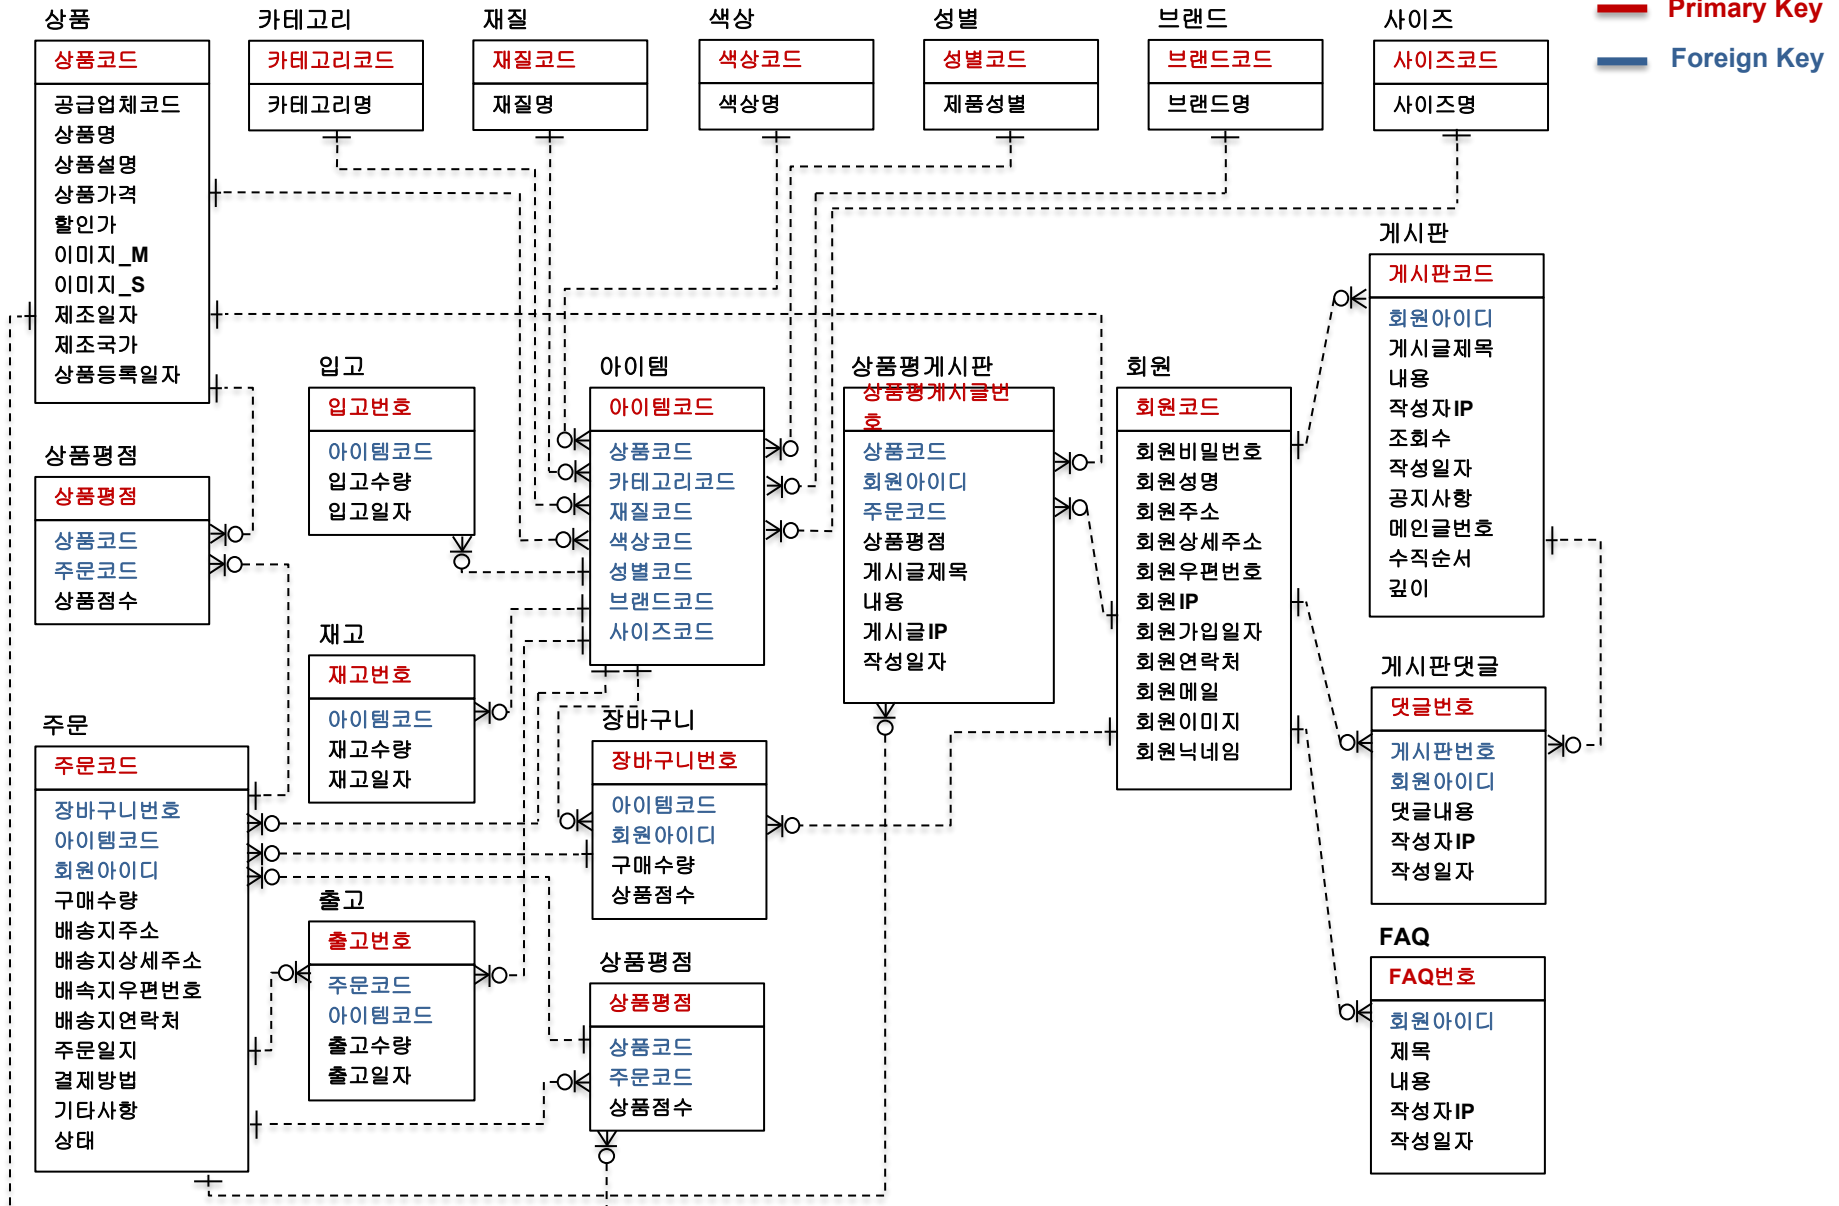 Primary Key
Foreign Key
상품
상품코드
공급업체코드
상품명
상품설명
상품가격
할인가
이미지_M
이미지_S
제조일자
제조국가
상품등록일자
카테고리
카테고리코드
카테고리명
재질
재질코드
재질명
색상
색상코드
색상명
성별
성별코드
제품성별
브랜드
브랜드코드
브랜드명
사이즈
사이즈코드
사이즈명
상품평점
상품평점
상품코드
주문코드
상품점수
입고
입고번호
아이템코드
입고수량
입고일자
아이템
아이템코드
상품코드
카테고리코드
재질코드
색상코드
성별코드
브랜드코드
사이즈코드
상품평게시판
상품평게시글번
호
상품코드
회원아이디
주문코드
상품평점
게시글제목
내용
게시글IP
작성일자
회원
회원코드
회원비밀번호
회원성명
회원주소
회원상세주소
회원우편번호
회원IP
회원가입일자
회원연락처
회원메일
회원이미지
회원닉네임
게시판
게시판코드
회원아이디
게시글제목
내용
작성자IP
조회수
작성일자
공지사항
메인글번호
수직순서
깊이
재고
재고번호
아이템코드
재고수량
재고일자
주문
주문코드
장바구니번호
아이템코드
회원아이디
구매수량
배송지주소
배송지상세주소
배속지우편번호
배송지연락처
주문일지
결제방법
기타사항
상태
장바구니
장바구니번호
아이템코드
회원아이디
구매수량
상품점수
출고
출고번호
주문코드
아이템코드
출고수량
출고일자
상품평점
상품평점
상품코드
주문코드
상품점수
게시판댓글
댓글번호
게시판번호
회원아이디
댓글내용
작성자IP
작성일자
FAQ
FAQ번호
회원아이디
제목
내용
작성자IP
작성일자